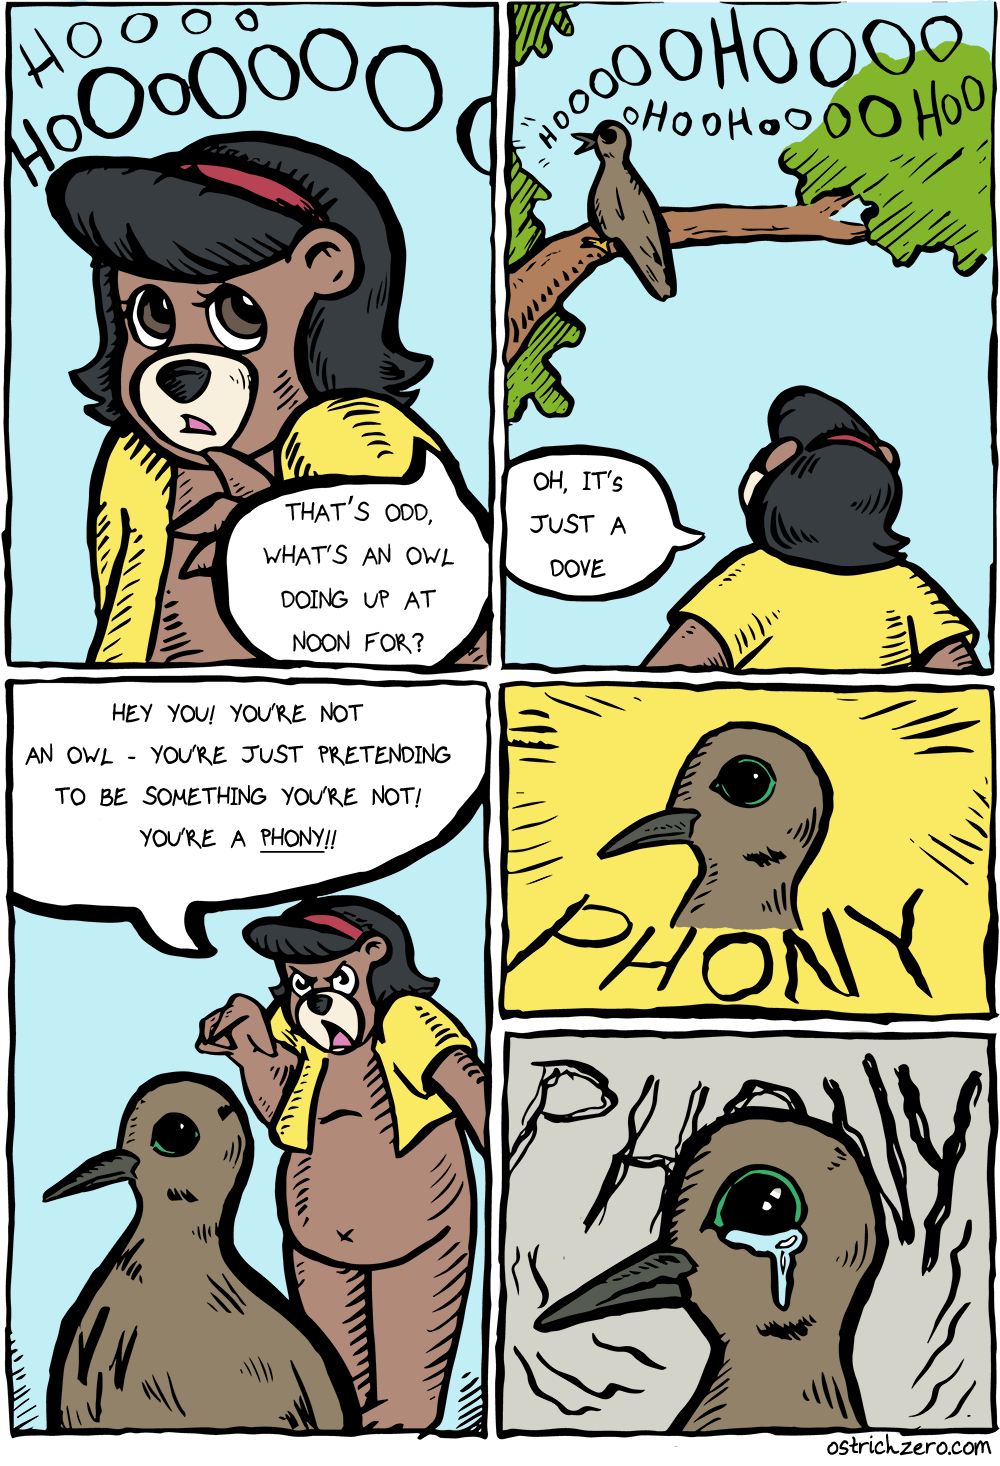 HOOOO
HOOOOOOOO
HOOOOOOHOOOO
OHOOHOOOOHOO
THAT'S ODD,
WHAT'S AN OWL
DOING UP AT
NOON FOR?
OH, IT'S
JUST A
DOVE
HEY YOU! YOU'RE NOT
AN OWL - YOU'RE JUST PRETENDING
TO BE SOMETHING YOU'RE NOT!
YOU'RE A PHONY!!
PHONY
PHONY
ostrichzero.com